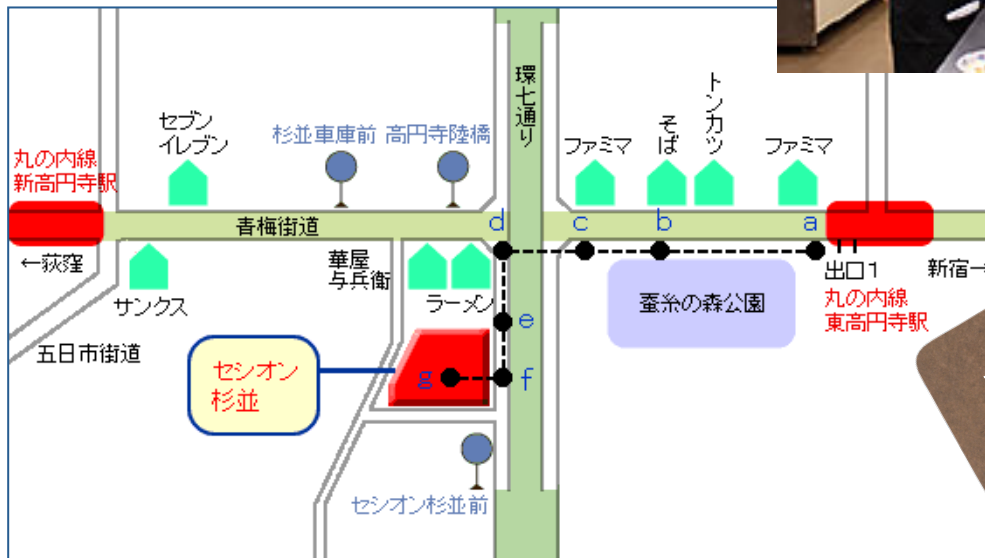 環七通り
トンカツ
セブン
イレブン
杉並車庫前
高円寺陸橋
ファミマ
そば
ファミマ
丸の内線
新高円寺駅
青梅街道
d
c
b
a
←荻窪
サンクス
華屋
与兵衛
ラーメン
蚕糸の森公園
出口1
新宿→
丸の内線
東高円寺駅
五日市街道
e
セシオン
杉並
g
f
セシオン杉並前